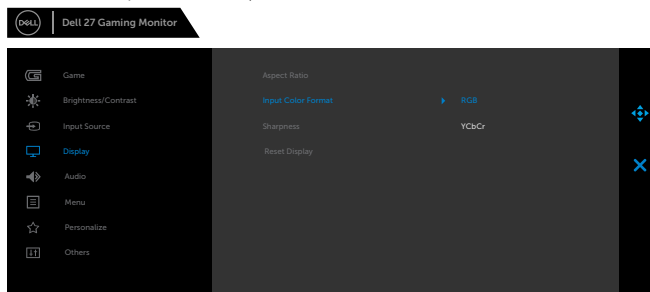 DELL
Dell 27 Gaming Monitor
Game
Aspect Ratio
Brightness/Contrast
Input Color Format
RGB
Input Source
Sharpness
YCbCr
Display
Reset Display
Audio
Menu
Personalize
Others